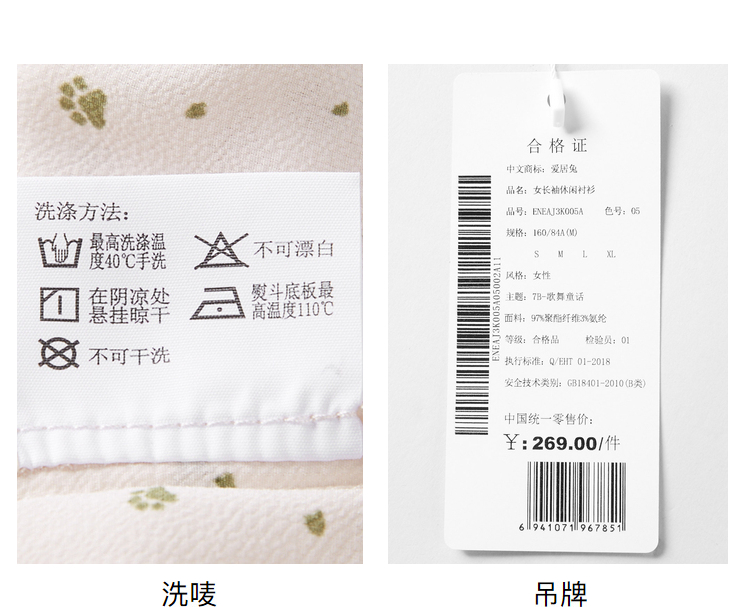 洗涤方法：
最高洗涤温
度40℃手洗
不可漂白
在阴凉处
悬挂晾干
熨斗底板最
高温度110℃
不可干洗
洗唛
合格证
中文商标：爱居兔
品名：女长袖休闲衬衫
品号：ENEAJ3K005A 色号：05
规格：160/84A(M)
S M L XL
风格：女性
主题：7B-歌舞童话
面料：97%聚酯纤维3%氨纶
等级：合格品 检验员：01
执行标准：Q/EHT 01-2018
安全技术类别：GB18401-2010(B类)
中国统一零售价：
￥:269.00/件
ENEAJ3K005A05002A11
6 941071 967851
吊牌